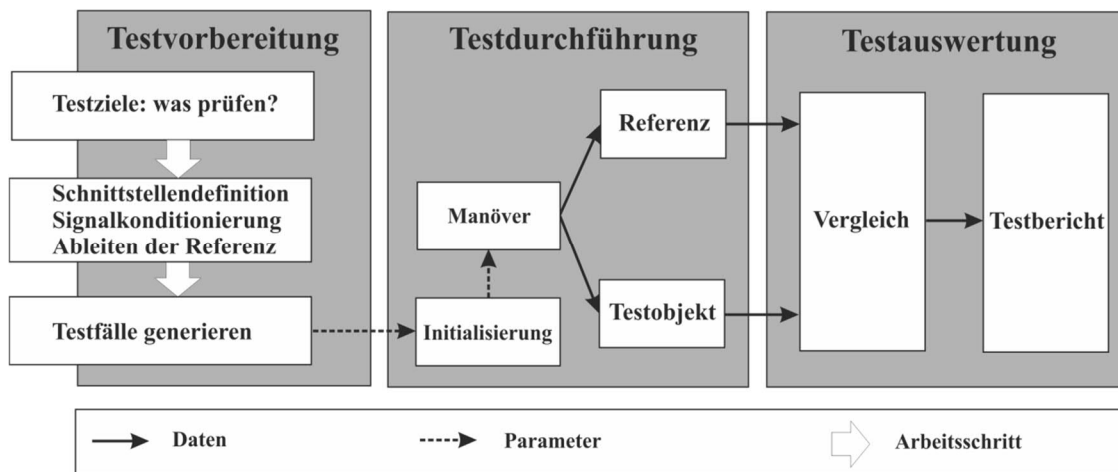 Testvorbereitung
Testziele: was prüfen?
Schnittstellendefinition
Signalkonditionierung
Ableiten der Referenz
Testfälle generieren
Testdurchführung
Referenz
Manöver
Initialisierung
Testobjekt
Testauswertung
Vergleich
Testbericht
Daten
Parameter
Arbeitsschritt